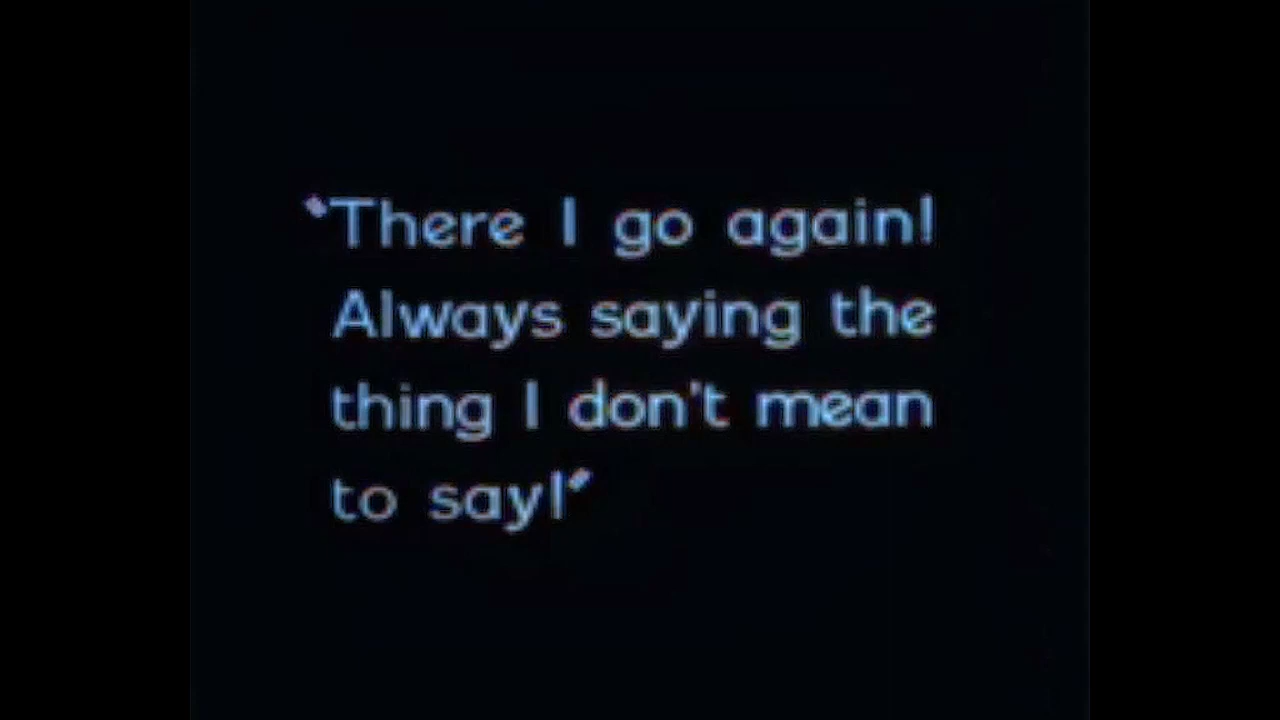 "There I go again!
Always saying the
thing I don't mean
to say!"